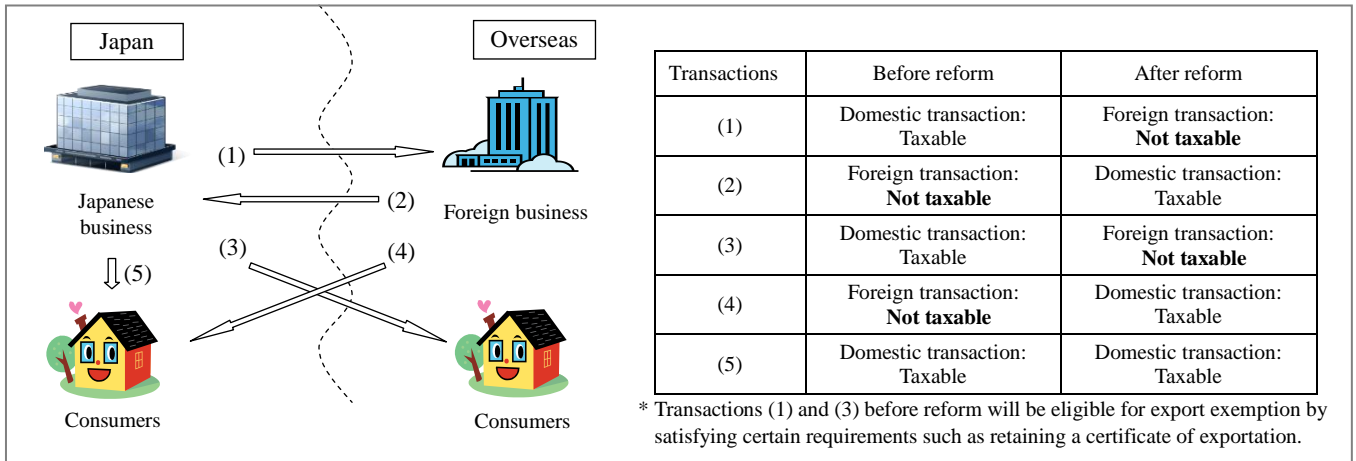 Japan
Overseas
(1)
(2)
Japanese
business
Foreign business
(3)
(4)
(5)
Consumers
Consumers
Transactions Before reform After reform
(1) Domestic transaction: Taxable Foreign transaction: Not taxable
(2) Foreign transaction: Not taxable Domestic transaction: Taxable
(3) Domestic transaction: Taxable Foreign transaction: Not taxable
(4) Foreign transaction: Not taxable Domestic transaction: Taxable
(5) Domestic transaction: Taxable Domestic transaction: Taxable
* Transactions (1) and (3) before reform will be eligible for export exemption by
satisfying certain requirements such as retaining a certificate of exportation.